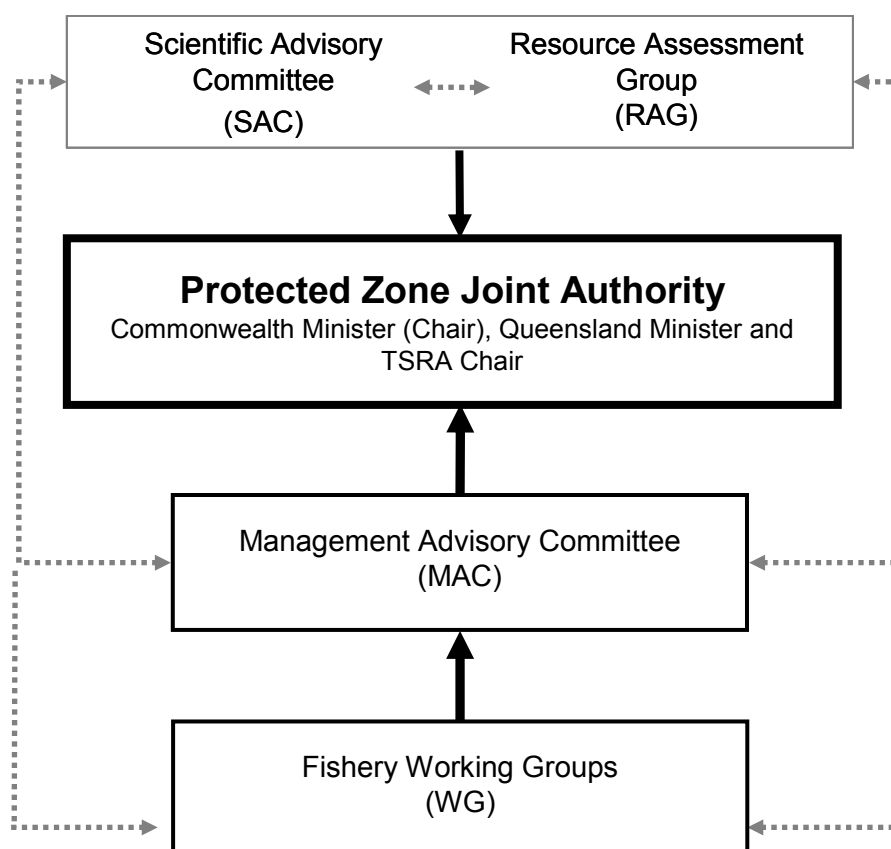 Scientific Advisory
Committee
(SAC)
Resource Assessment
Group
(RAG)
Protected Zone Joint Authority
Commonwealth Minister (Chair), Queensland Minister and
TSRA Chair
Management Advisory Committee
(MAC)
Fishery Working Groups
(WG)